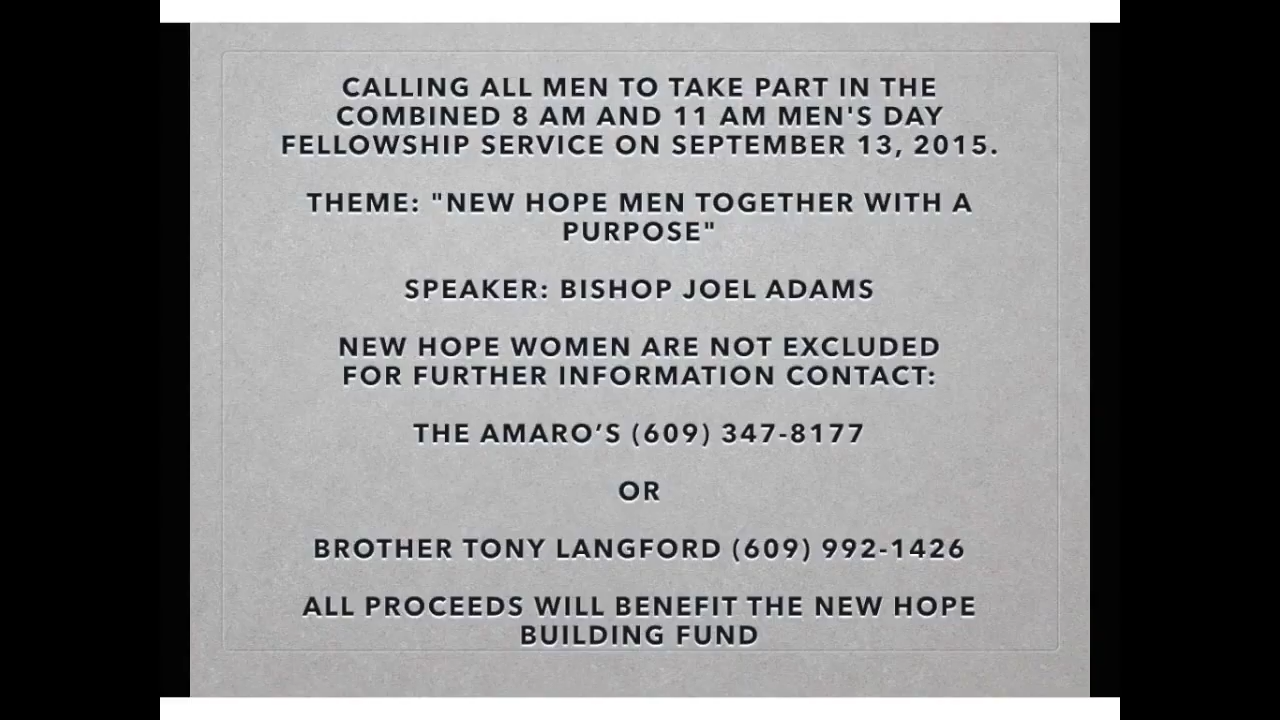 CALLING ALL MEN TO TAKE PART IN THE
COMBINED 8 AM AND 11 AM MEN'S DAY
FELLOWSHIP SERVICE ON SEPTEMBER 13, 2015.
THEME: "NEW HOPE MEN TOGETHER WITH A
PURPOSE"
SPEAKER: BISHOP JOEL ADAMS
NEW HOPE WOMEN ARE NOT EXCLUDED
FOR FURTHER INFORMATION CONTACT:
THE AMARO’S (609) 347-8177
OR
BROTHER TONY LANGFORD (609) 992-1426
ALL PROCEEDS WILL BENEFIT THE NEW HOPE
BUILDING FUND